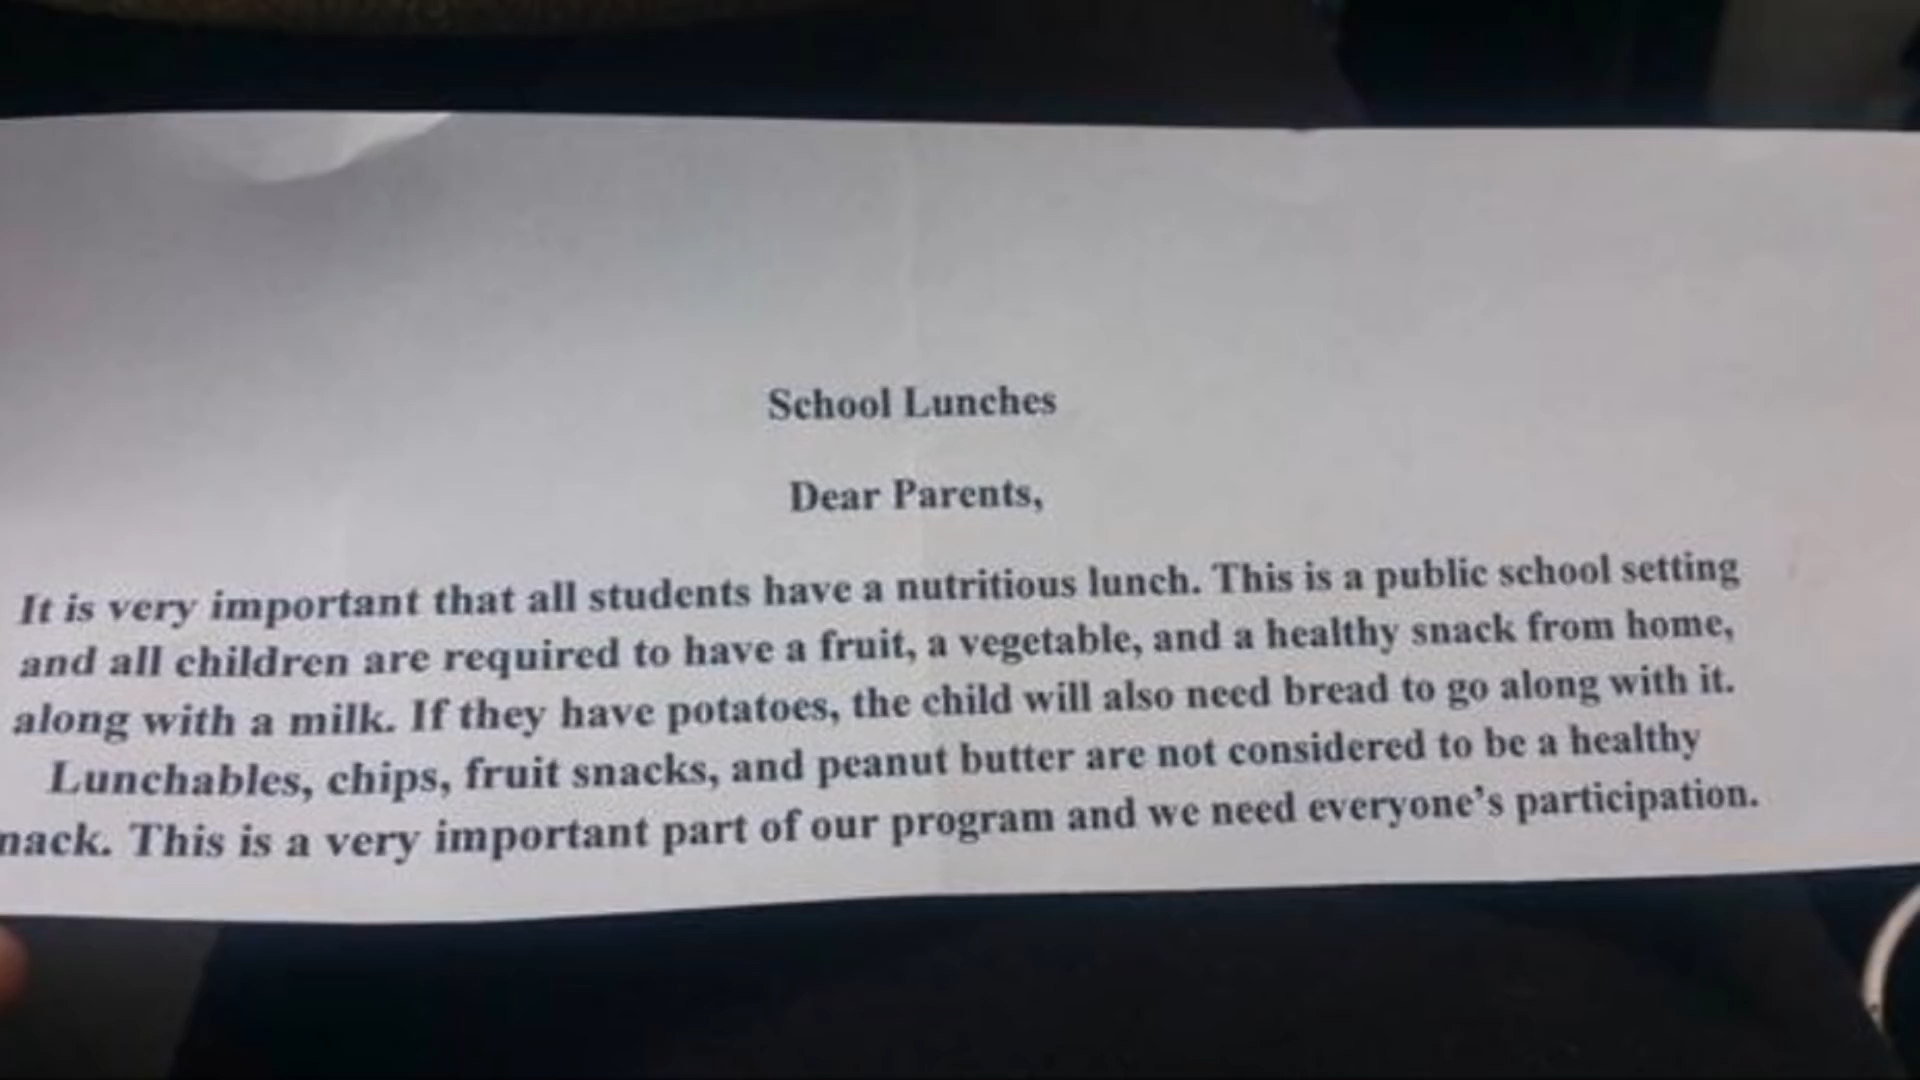 School Lunches
Dear Parents,
It is very important that all students have a nutritious lunch. This is a public school setting
and all children are required to have a fruit, a vegetable, and a healthy snack from home,
along with a milk. If they have potatoes, the child will also need bread to go along with it.
Lunchables, chips, fruit snacks, and peanut butter are not considered to be a healthy
nack. This is a very important part of our program and we need everyone's participation.